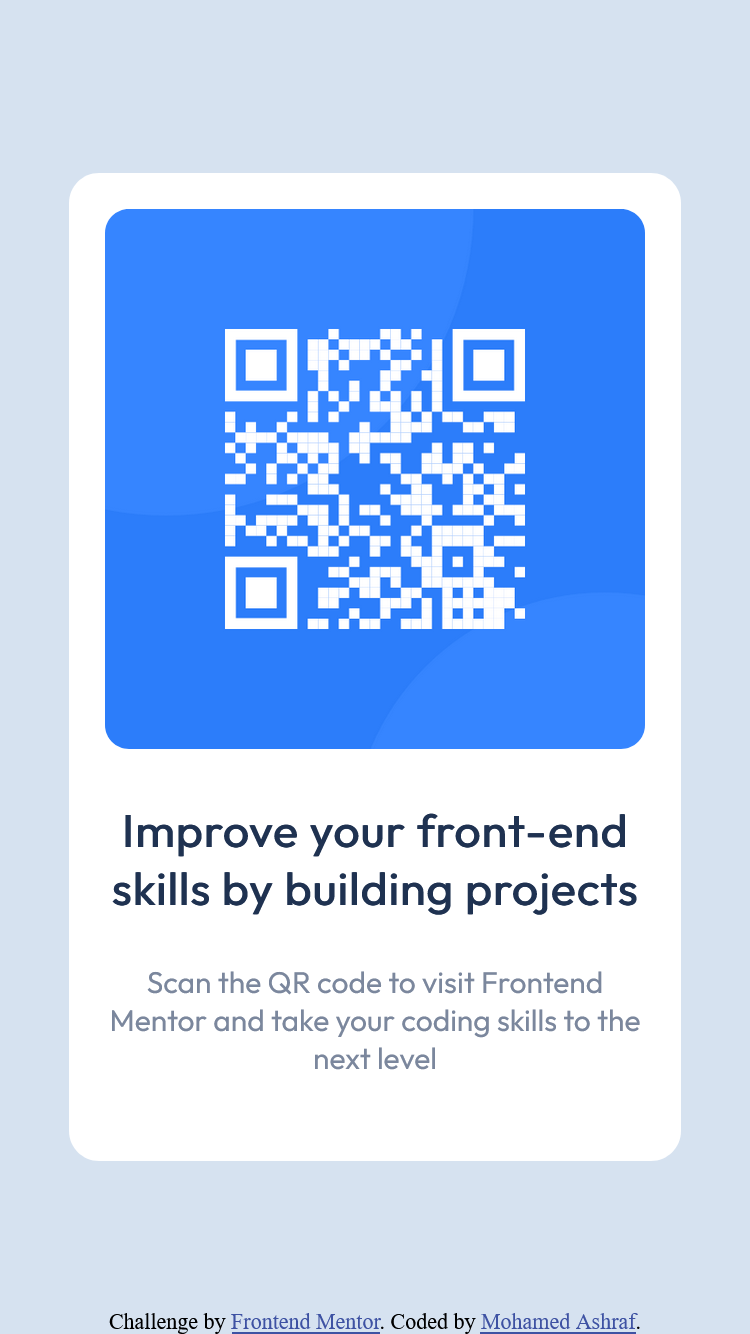 Improve your front-end
skills by building projects
Scan the QR code to visit Frontend
Mentor and take your coding skills to the
next level
Challenge by Frontend Mentor. Coded by Mohamed Ashraf.